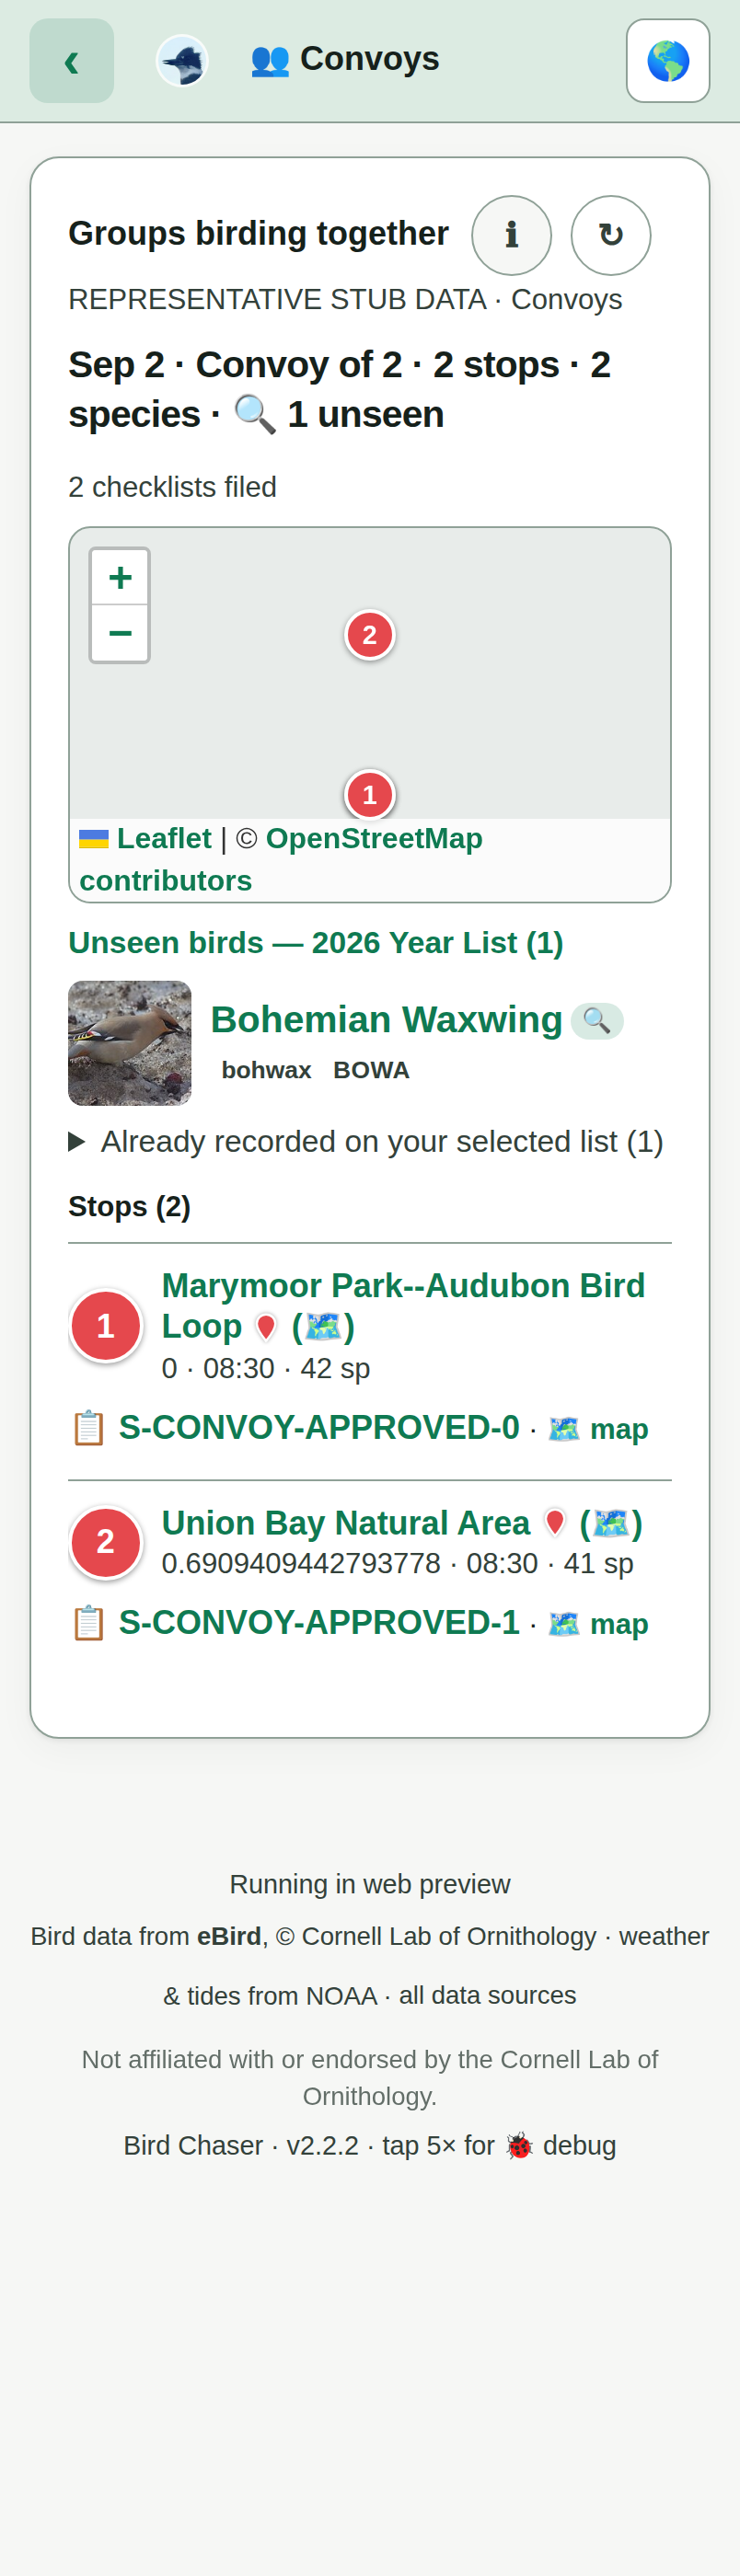 ‹ 👥 Convoys 🌎
Groups birding together ℹ ↻
REPRESENTATIVE STUB DATA · Convoys
Sep 2 · Convoy of 2 · 2 stops · 2
species · 🔍 1 unseen
2 checklists filed
+
−
2
1
Leaflet | © OpenStreetMap
contributors
Unseen birds — 2026 Year List (1)
Bohemian Waxwing 🔍
bohwax BOWA
▶ Already recorded on your selected list (1)
Stops (2)
1
Marymoor Park--Audubon Bird
Loop 📍 (🗺️)
0 · 08:30 · 42 sp
📋 S-CONVOY-APPROVED-0 · 🗺️ map
2
Union Bay Natural Area 📍 (🗺️)
0.6909409442793778 · 08:30 · 41 sp
📋 S-CONVOY-APPROVED-1 · 🗺️ map
Running in web preview
Bird data from eBird, © Cornell Lab of Ornithology · weather
& tides from NOAA · all data sources
Not affiliated with or endorsed by the Cornell Lab of
Ornithology.
Bird Chaser · v2.2.2 · tap 5× for 🐞 debug